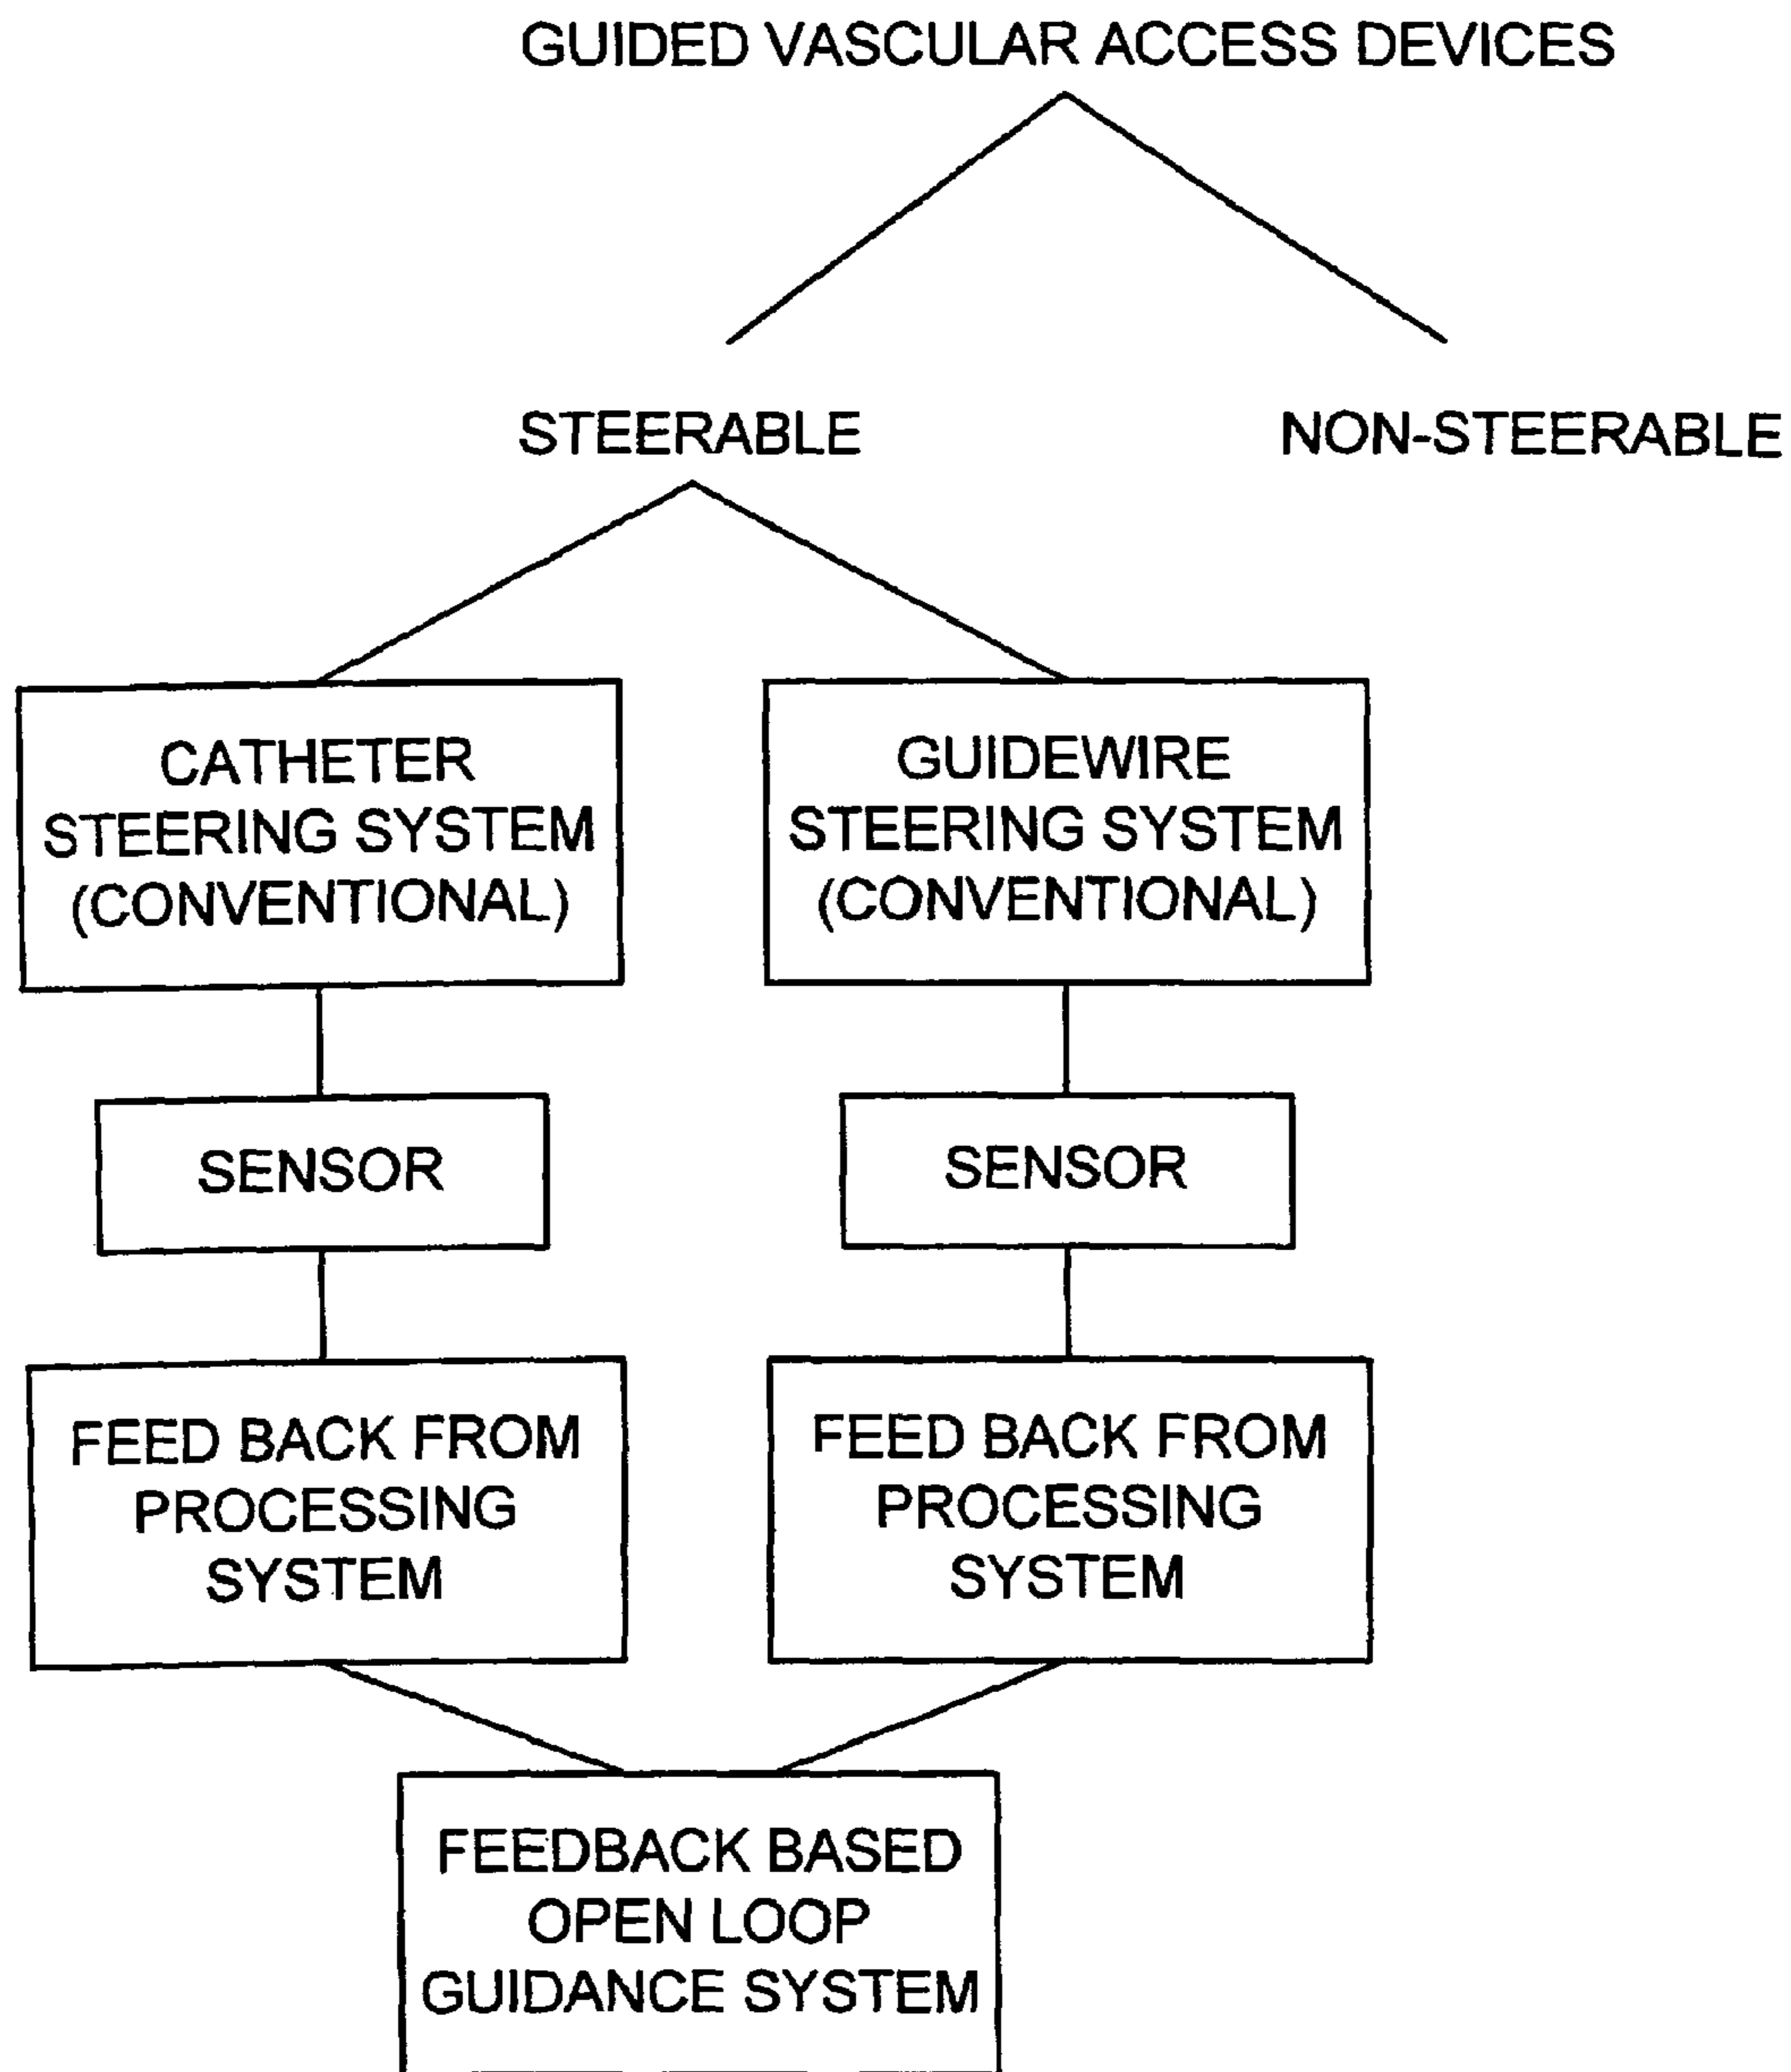 GUIDED VASCULAR ACCESS DEVICES
STEERABLE
NON-STEERABLE
CATHETER
STEERING SYSTEM
(CONVENTIONAL)
GUIDEWIRE
STEERING SYSTEM
(CONVENTIONAL)
SENSOR
SENSOR
FEED BACK FROM
PROCESSING
SYSTEM
FEED BACK FROM
PROCESSING
SYSTEM
FEEDBACK BASED
OPEN LOOP
GUIDANCE SYSTEM